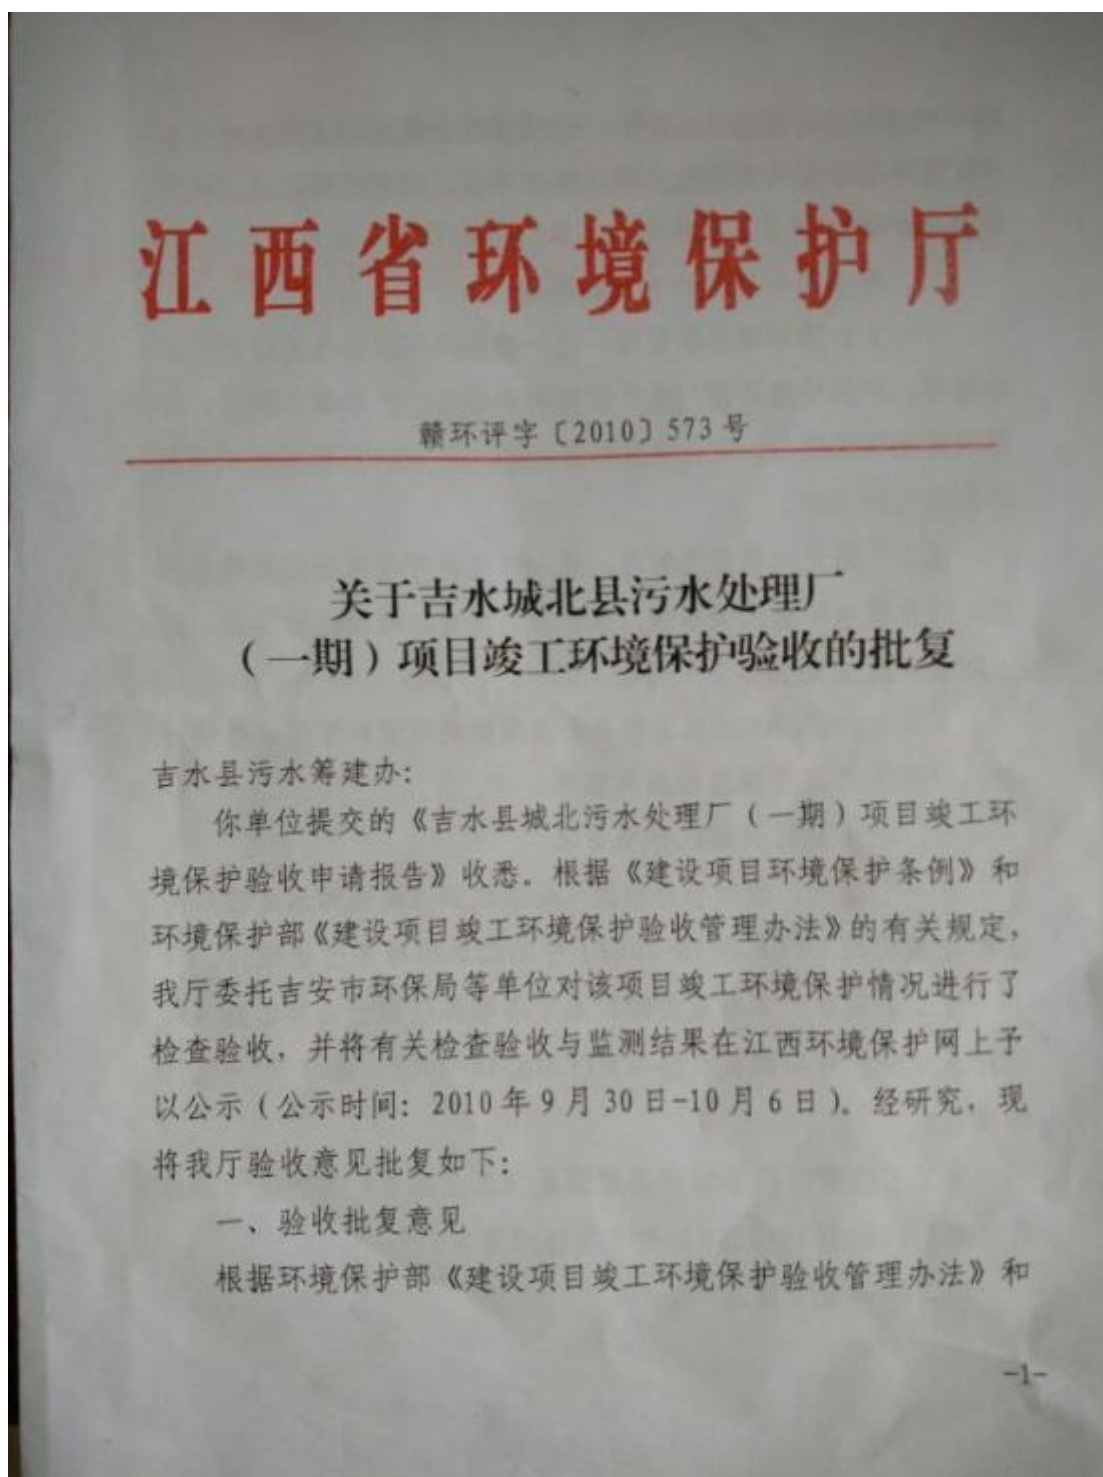 江西省环境保护厅
赣环评字〔2010〕573号
关于吉水城北县污水处理厂
（一期）项目竣工环境保护验收的批复
吉水县污水筹建办：
你单位提交的《吉水县城北污水处理厂（一期）项目竣工环
境保护验收申请报告》收悉。根据《建设项目环境保护条例》和
环境保护部《建设项目竣工环境保护验收管理办法》的有关规定，
我厅委托吉安市环保局等单位对该项目竣工环境保护情况进行了
检查验收，并将有关检查验收与监测结果在江西环境保护网上予
以公示（公示时间：2010年9月30日-10月6日）。经研究，现
将我厅验收意见批复如下：
一、验收批复意见
根据环境保护部《建设项目竣工环境保护验收管理办法》和
-1-